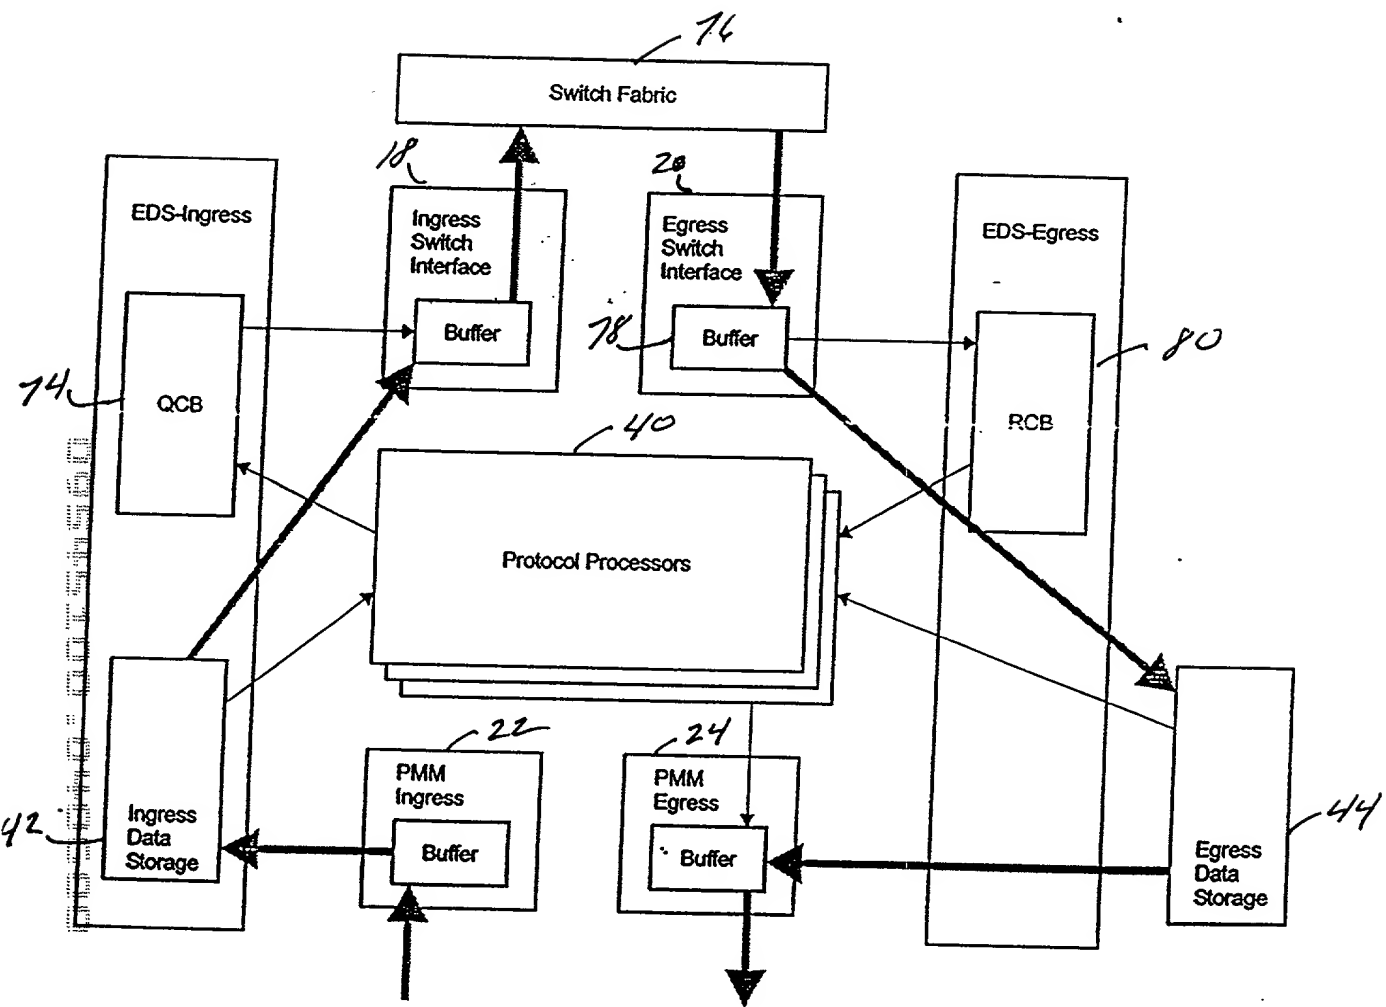 76
Switch Fabric
18
20
EDS-Ingress
Ingress
Switch
Interface
Egress
Switch
Interface
EDS-Egress
Buffer
78
Buffer
80
74
QCB
RCB
40
Protocol Processors
22
24
PMM
Ingress
PMM
Egress
42
Ingress
Data
Storage
Buffer
Buffer
44
Egress
Data
Storage